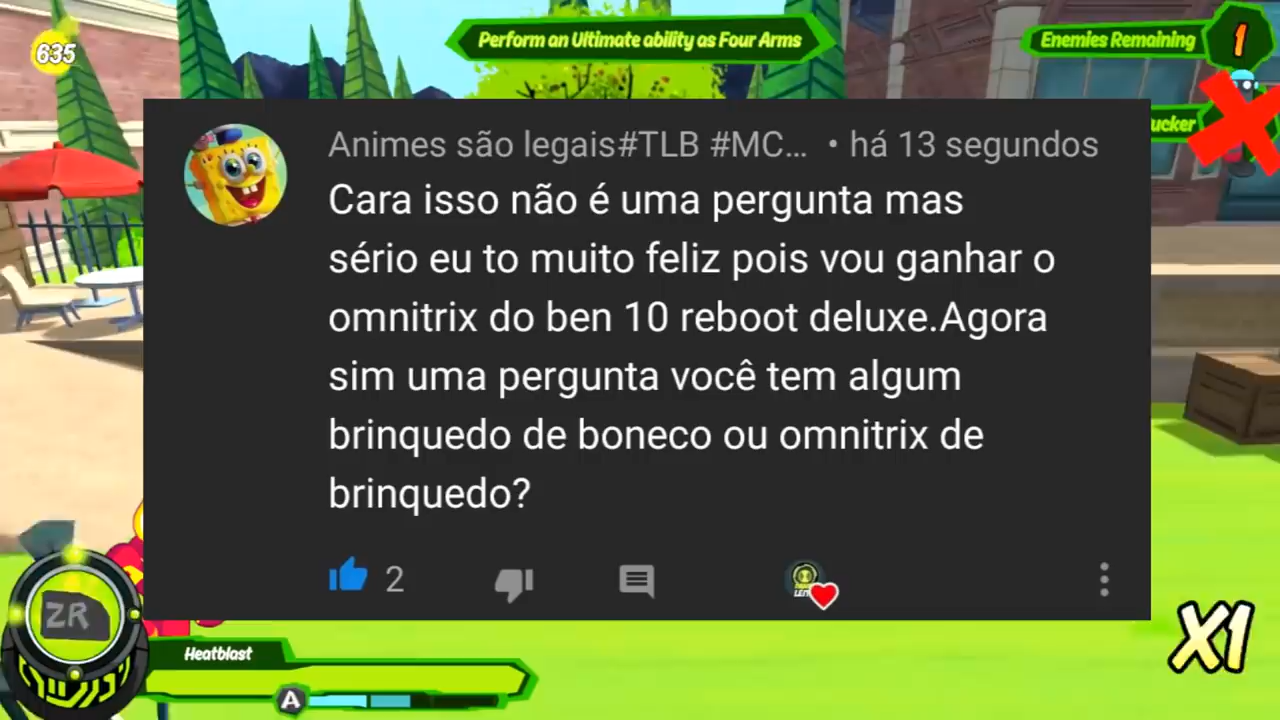 635
Perform an Ultimate ability as Four Arms
Enemies Remaining
1
ucker
Animes são legais#TLB #MC... • há 13 segundos
Cara isso não é uma pergunta mas
sério eu to muito feliz pois vou ganhar o
omnitrix do ben 10 reboot deluxe.Agora
sim uma pergunta você tem algum
brinquedo de boneco ou omnitrix de
brinquedo?
2
ZR
Heatblast
A
X1